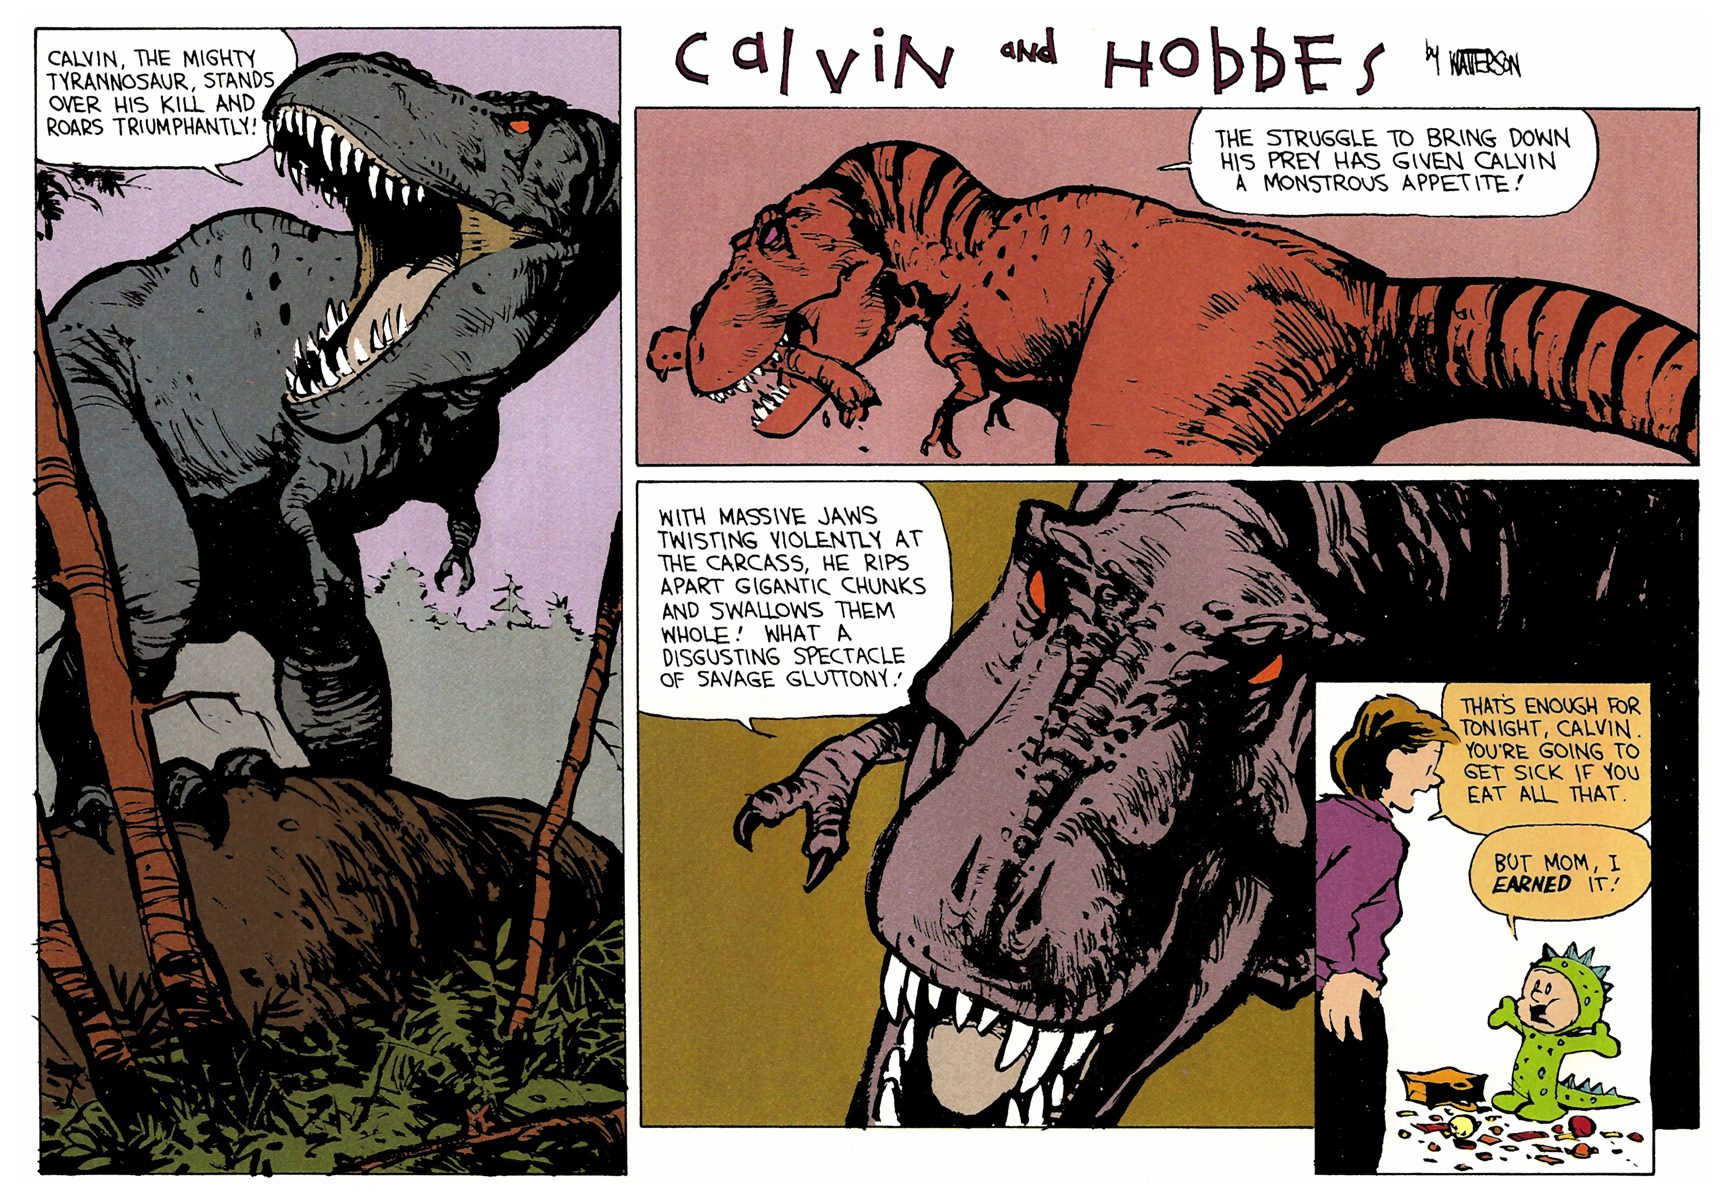 CALVIN, THE MIGHTY
TYRANNOSAUR, STANDS
OVER HIS KILL AND
ROARS TRIUMPHANTLY!
CALVIN AND HOBBES by WATTERSON
THE STRUGGLE TO BRING DOWN
HIS PREY HAS GIVEN CALVIN
A MONSTROUS APPETITE!
WITH MASSIVE JAWS
TWISTING VIOLENTLY AT
THE CARCASS, HE RIPS
APART GIGANTIC CHUNKS
AND SWALLOWS THEM
WHOLE! WHAT A
DISGUSTING SPECTACLE
OF SAVAGE GLUTTONY!
THAT'S ENOUGH FOR
TONIGHT, CALVIN.
YOU'RE GOING TO
GET SICK IF YOU
EAT ALL THAT.
BUT MOM, I
EARNED IT!